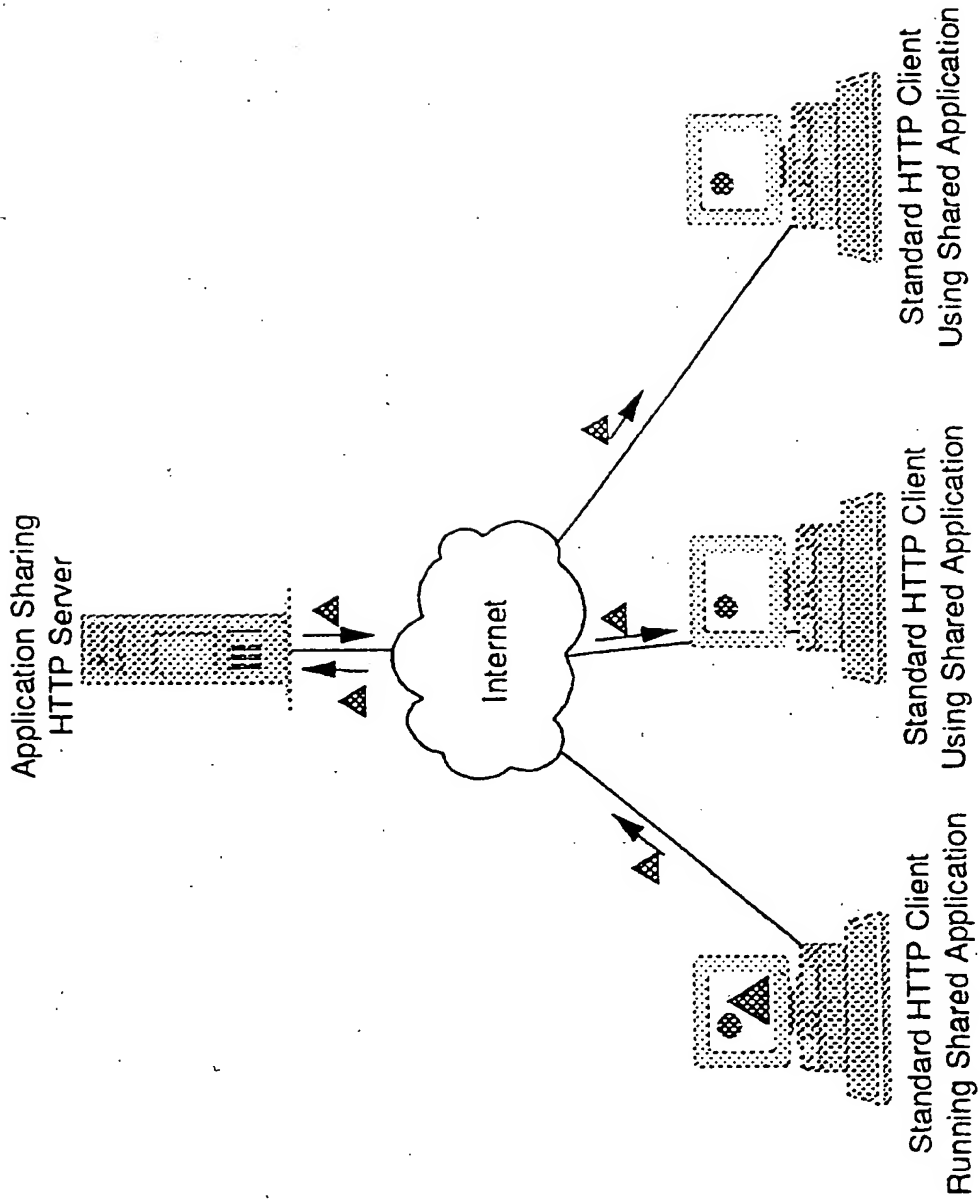 Application Sharing
HTTP Server
Internet
Standard HTTP Client
Running Shared Application
Standard HTTP Client
Using Shared Application
Standard HTTP Client
Using Shared Application